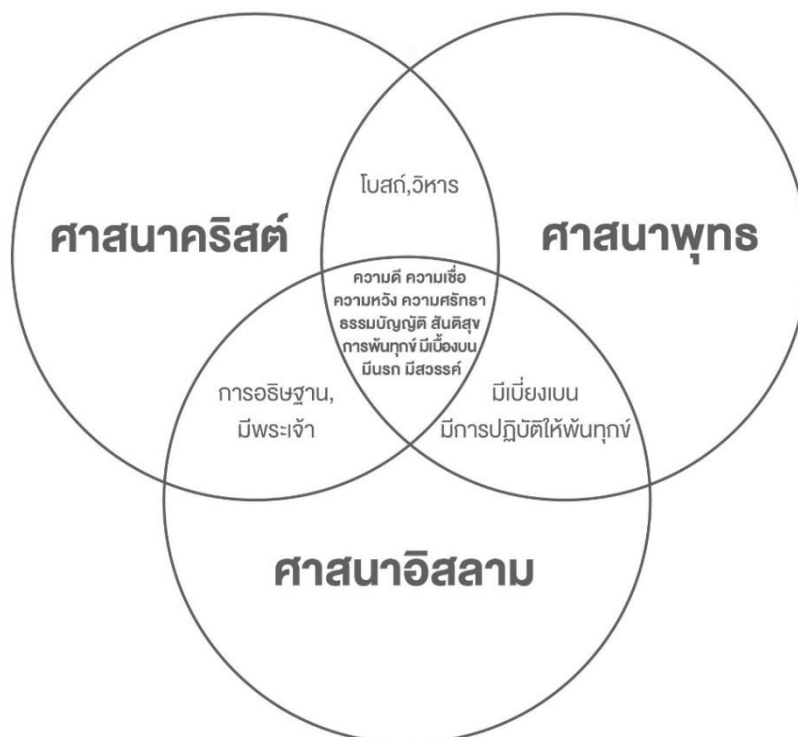 โบสถ์,วิหาร
ศาสนาคริสต์
ศาสนาพุทธ
ความดี ความเชื่อ
ความหวัง ความศรัทธา
ธรรมบัญญัติ สันติสุข
การพ้นทุกข์ มีเบื้องบน
มีนรก มีสวรรค์
การอธิษฐาน,
มีพระเจ้า
มีเบี่ยงเบน
มีการปฏิบัติให้พ้นทุกข์
ศาสนาอิสลาม